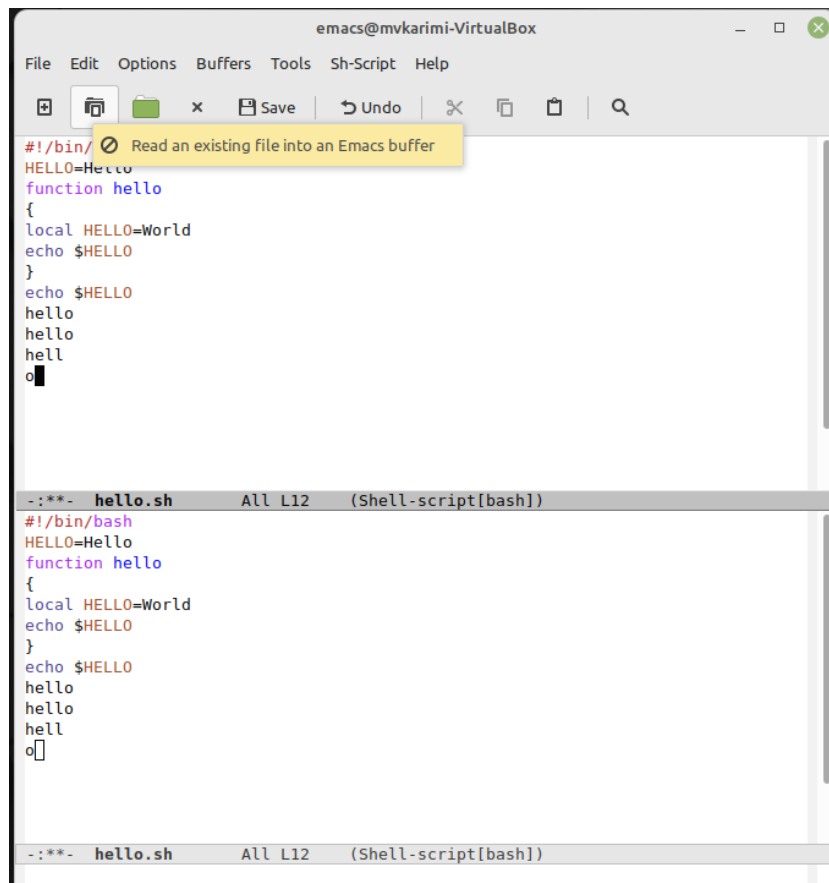 emacs@mvkarimi-VirtualBox
File Edit Options Buffers Tools Sh-Script Help
Save Undo
Read an existing file into an Emacs buffer
#!/bin/
HELLO=Hello
function hello
{
local HELLO=World
echo $HELLO
}
echo $HELLO
hello
hello
hell
o
-:**- hello.sh All L12 (Shell-script[bash])
#!/bin/bash
HELLO=Hello
function hello
{
local HELLO=World
echo $HELLO
}
echo $HELLO
hello
hello
hell
o
-:**- hello.sh All L12 (Shell-script[bash])